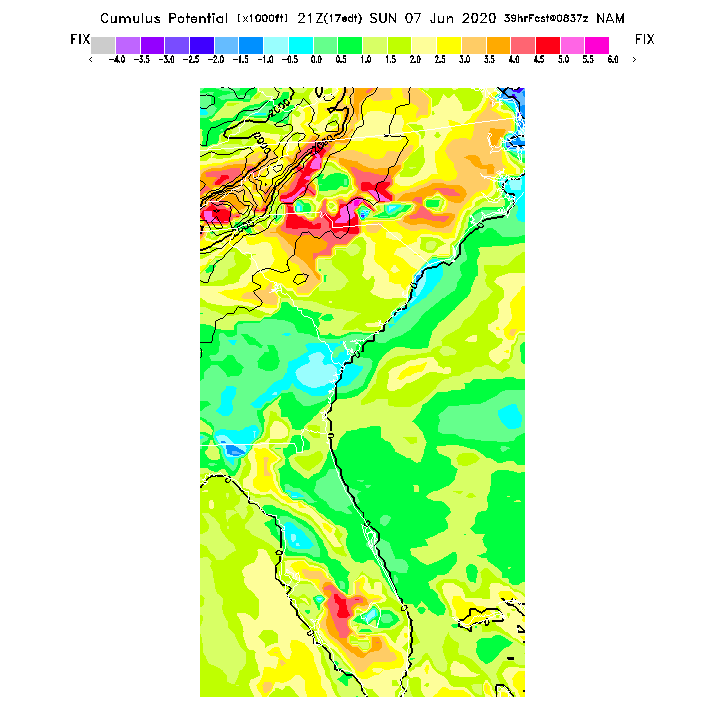 Cumulus Potential [x1000ft] 21Z(17edt) SUN 07 Jun 2020 39hrFcst@0837z NAM
FIX FIX
< -4.0 -3.5 -3.0 -2.5 -2.0 -1.5 -1.0 -0.5 0.0 0.5 1.0 1.5 2.0 2.5 3.0 3.5 4.0 4.5 5.0 5.5 6.0 >
2000
2000